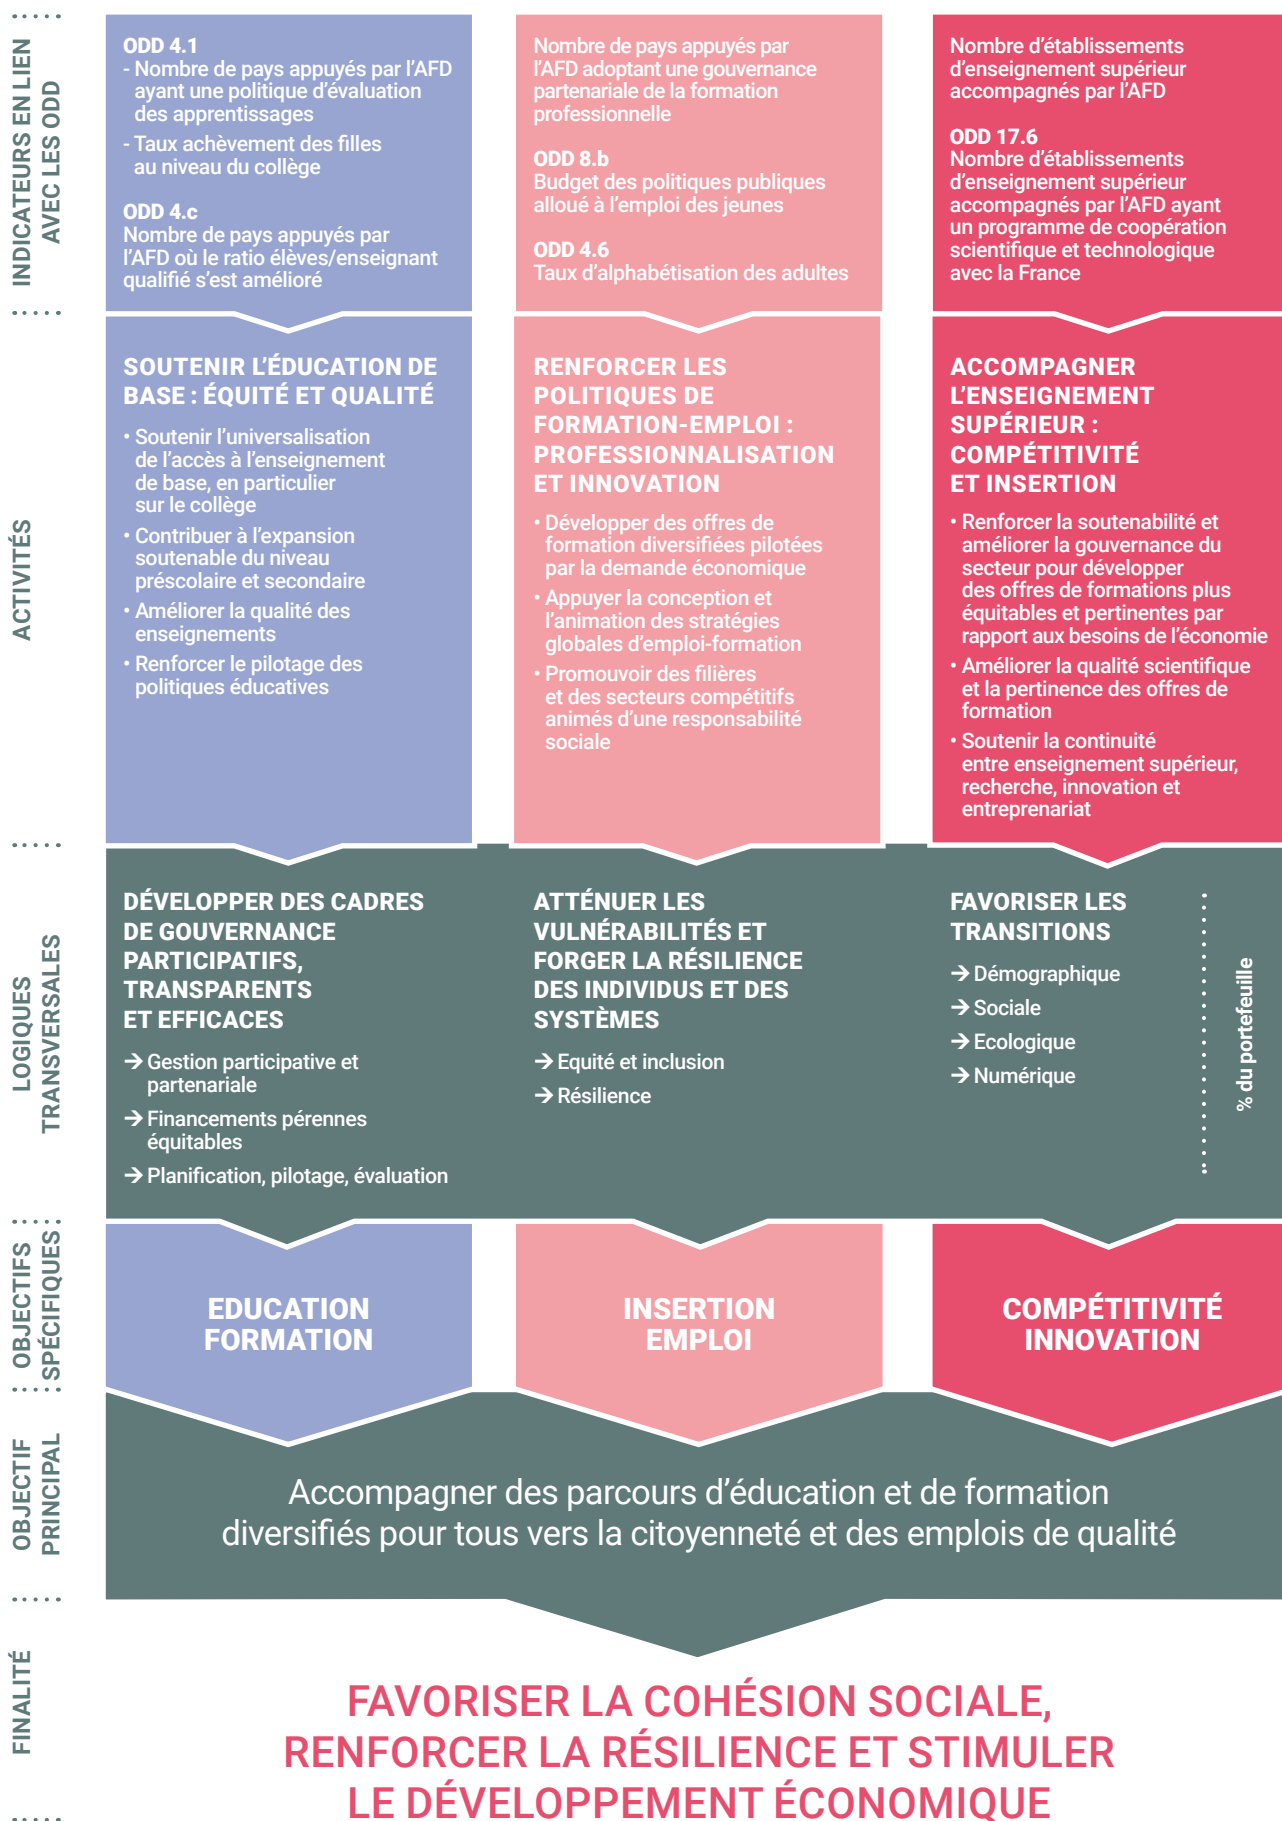 INDICATEURS EN LIEN
AVEC LES ODD
ODD 4.1
- Nombre de pays appuyés par l'AFD
ayant une politique d'évaluation
des apprentissages
- Taux achèvement des filles
au niveau du collège
ODD 4.c
Nombre de pays appuyés par
l'AFD où le ratio élèves/enseignant
qualifié s'est amélioré
Nombre de pays appuyés par
l'AFD adoptant une gouvernance
partenariale de la formation
professionnelle
ODD 8.b
Budget des politiques publiques
alloué à l'emploi des jeunes
ODD 4.6
Taux d'alphabétisation des adultes
Nombre d'établissements
d'enseignement supérieur
accompagnés par l'AFD
ODD 17.6
Nombre d'établissements
d'enseignement supérieur
accompagnés par l'AFD ayant
un programme de coopération
scientifique et technologique
avec la France
ACTIVITÉS
SOUTENIR L'ÉDUCATION DE
BASE : ÉQUITÉ ET QUALITÉ
• Soutenir l'universalisation
de l'accès à l'enseignement
de base, en particulier
sur le collège
• Contribuer à l'expansion
soutenable du niveau
préscolaire et secondaire
• Améliorer la qualité des
enseignements
• Renforcer le pilotage des
politiques éducatives
RENFORCER LES
POLITIQUES DE
FORMATION-EMPLOI :
PROFESSIONNALISATION
ET INNOVATION
• Développer des offres de
formation diversifiées pilotées
par la demande économique
• Appuyer la conception et
l'animation des stratégies
globales d'emploi-formation
• Promouvoir des filières
et des secteurs compétitifs
animés d'une responsabilité
sociale
ACCOMPAGNER
L'ENSEIGNEMENT
SUPÉRIEUR :
COMPÉTITIVITÉ
ET INSERTION
• Renforcer la soutenabilité et
améliorer la gouvernance du
secteur pour développer
des offres de formations plus
équitables et pertinentes par
rapport aux besoins de l'économie
• Améliorer la qualité scientifique
et la pertinence des offres de
formation
• Soutenir la continuité
entre enseignement supérieur,
recherche, innovation et
entreprenariat
LOGIQUES
TRANSVERSALES
DÉVELOPPER DES CADRES
DE GOUVERNANCE
PARTICIPATIFS,
TRANSPARENTS
ET EFFICACES
→ Gestion participative et
partenariale
→ Financements pérennes
équitables
→ Planification, pilotage, évaluation
ATTÉNUER LES
VULNÉRABILITÉS ET
FORGER LA RÉSILIENCE
DES INDIVIDUS ET DES
SYSTÈMES
→ Equité et inclusion
→ Résilience
FAVORISER LES
TRANSITIONS
→ Démographique
→ Sociale
→ Ecologique
→ Numérique
% du portefeuille
OBJECTIFS
SPÉCIFIQUES
EDUCATION
FORMATION
INSERTION
EMPLOI
COMPÉTITIVITÉ
INNOVATION
OBJECTIF
PRINCIPAL
Accompagner des parcours d'éducation et de formation
diversifiés pour tous vers la citoyenneté et des emplois de qualité
FINALITÉ
FAVORISER LA COHÉSION SOCIALE,
RENFORCER LA RÉSILIENCE ET STIMULER
LE DÉVELOPPEMENT ÉCONOMIQUE